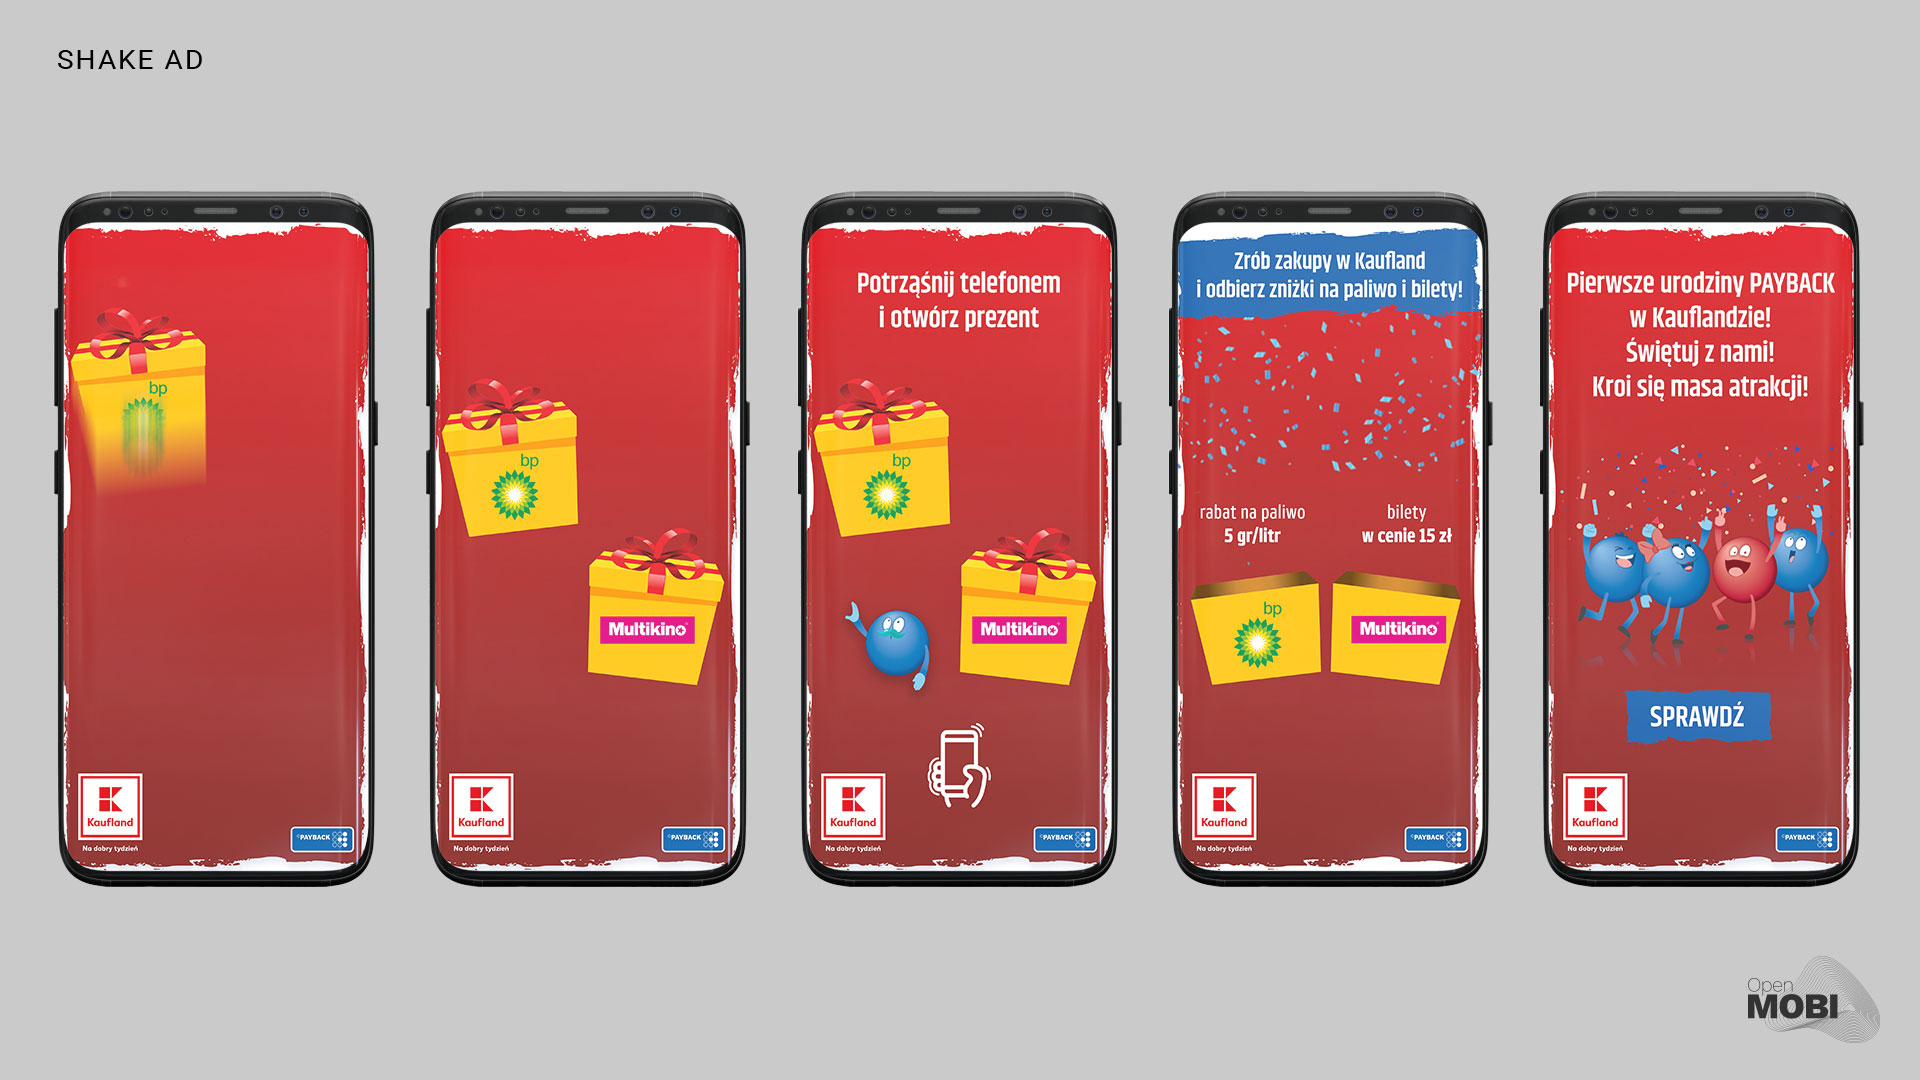 SHAKE AD
bp
Kaufland
Na dobry tydzień
PAYBACK
bp
Multikino
Kaufland
Na dobry tydzień
PAYBACK
Potrząśnij telefonem
i otwórz prezent
bp
Multikino
Kaufland
Na dobry tydzień
PAYBACK
Zrób zakupy w Kaufland
i odbierz zniżki na paliwo i bilety!
rabat na paliwo
5 gr/litr
bilety
w cenie 15 zł
bp
Multikino
Kaufland
Na dobry tydzień
PAYBACK
Pierwsze urodziny PAYBACK
w Kauflandzie!
Świętuj z nami!
Kroi się masa atrakcji!
SPRAWDŹ
Kaufland
Na dobry tydzień
PAYBACK
Open
MOBI